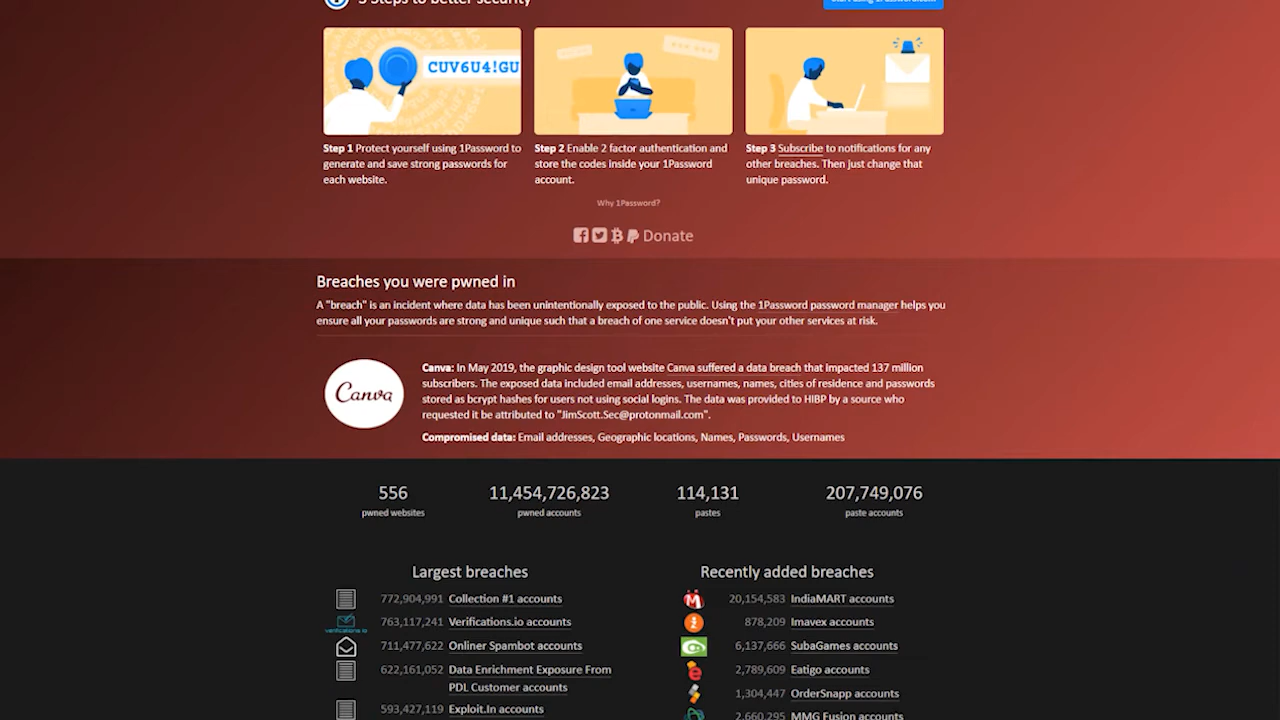 3 Steps to better security
Start using 1Password.com
CUV6U4!GU
Step 1 Protect yourself using 1Password to
generate and save strong passwords for
each website.
Step 2 Enable 2 factor authentication and
store the codes inside your 1Password
account.
Step 3 Subscribe to notifications for any
other breaches. Then just change that
unique password.
Why 1Password?
Donate
Breaches you were pwned in
A "breach" is an incident where data has been unintentionally exposed to the public. Using the 1Password password manager helps you
ensure all your passwords are strong and unique such that a breach of one service doesn't put your other services at risk.
Canva
Canva: In May 2019, the graphic design tool website Canva suffered a data breach that impacted 137 million
subscribers. The exposed data included email addresses, usernames, names, cities of residence and passwords
stored as bcrypt hashes for users not using social logins. The data was provided to HIBP by a source who
requested it be attributed to "JimScott.Sec@protonmail.com".
Compromised data: Email addresses, Geographic locations, Names, Passwords, Usernames
556 11,454,726,823 114,131 207,749,076
pwned websites pwned accounts pastes paste accounts
Largest breaches
772,904,991 Collection #1 accounts
verifications.io
763,117,241 Verifications.io accounts
711,477,622 Onliner Spambot accounts
622,161,052 Data Enrichment Exposure From
PDL Customer accounts
593,427,119 Exploit.In accounts
Recently added breaches
20,154,583 IndiaMART accounts
878,209 Imavex accounts
6,137,666 SubaGames accounts
2,789,609 Eatigo accounts
1,304,447 OrderSnapp accounts
2,660,295 MMG Fusion accounts